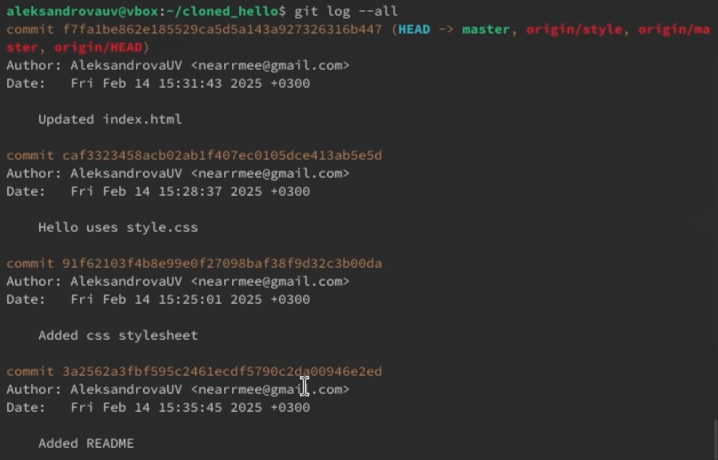 aleksandrovauv@vbox:~/cloned_hello$ git log --all
commit f7fa1be862e185529ca5d5a143a927326316b447 (HEAD -> master, origin/style, origin/ma
ster, origin/HEAD)
Author: AleksandrovaUV <nearrmee@gmail.com>
Date:   Fri Feb 14 15:31:43 2025 +0300
    Updated index.html
commit caf3323458acb02ab1f407ec0105dce413ab5e5d
Author: AleksandrovaUV <nearrmee@gmail.com>
Date:   Fri Feb 14 15:28:37 2025 +0300
    Hello uses style.css
commit 91f62103f4b8e99e0f27098baf38f9d32c3b00da
Author: AleksandrovaUV <nearrmee@gmail.com>
Date:   Fri Feb 14 15:25:01 2025 +0300
    Added css stylesheet
commit 3a2562a3fbf595c2461ecdf5790c2da00946e2ed
Author: AleksandrovaUV <nearrmee@gmail.com>
Date:   Fri Feb 14 15:35:45 2025 +0300
    Added README